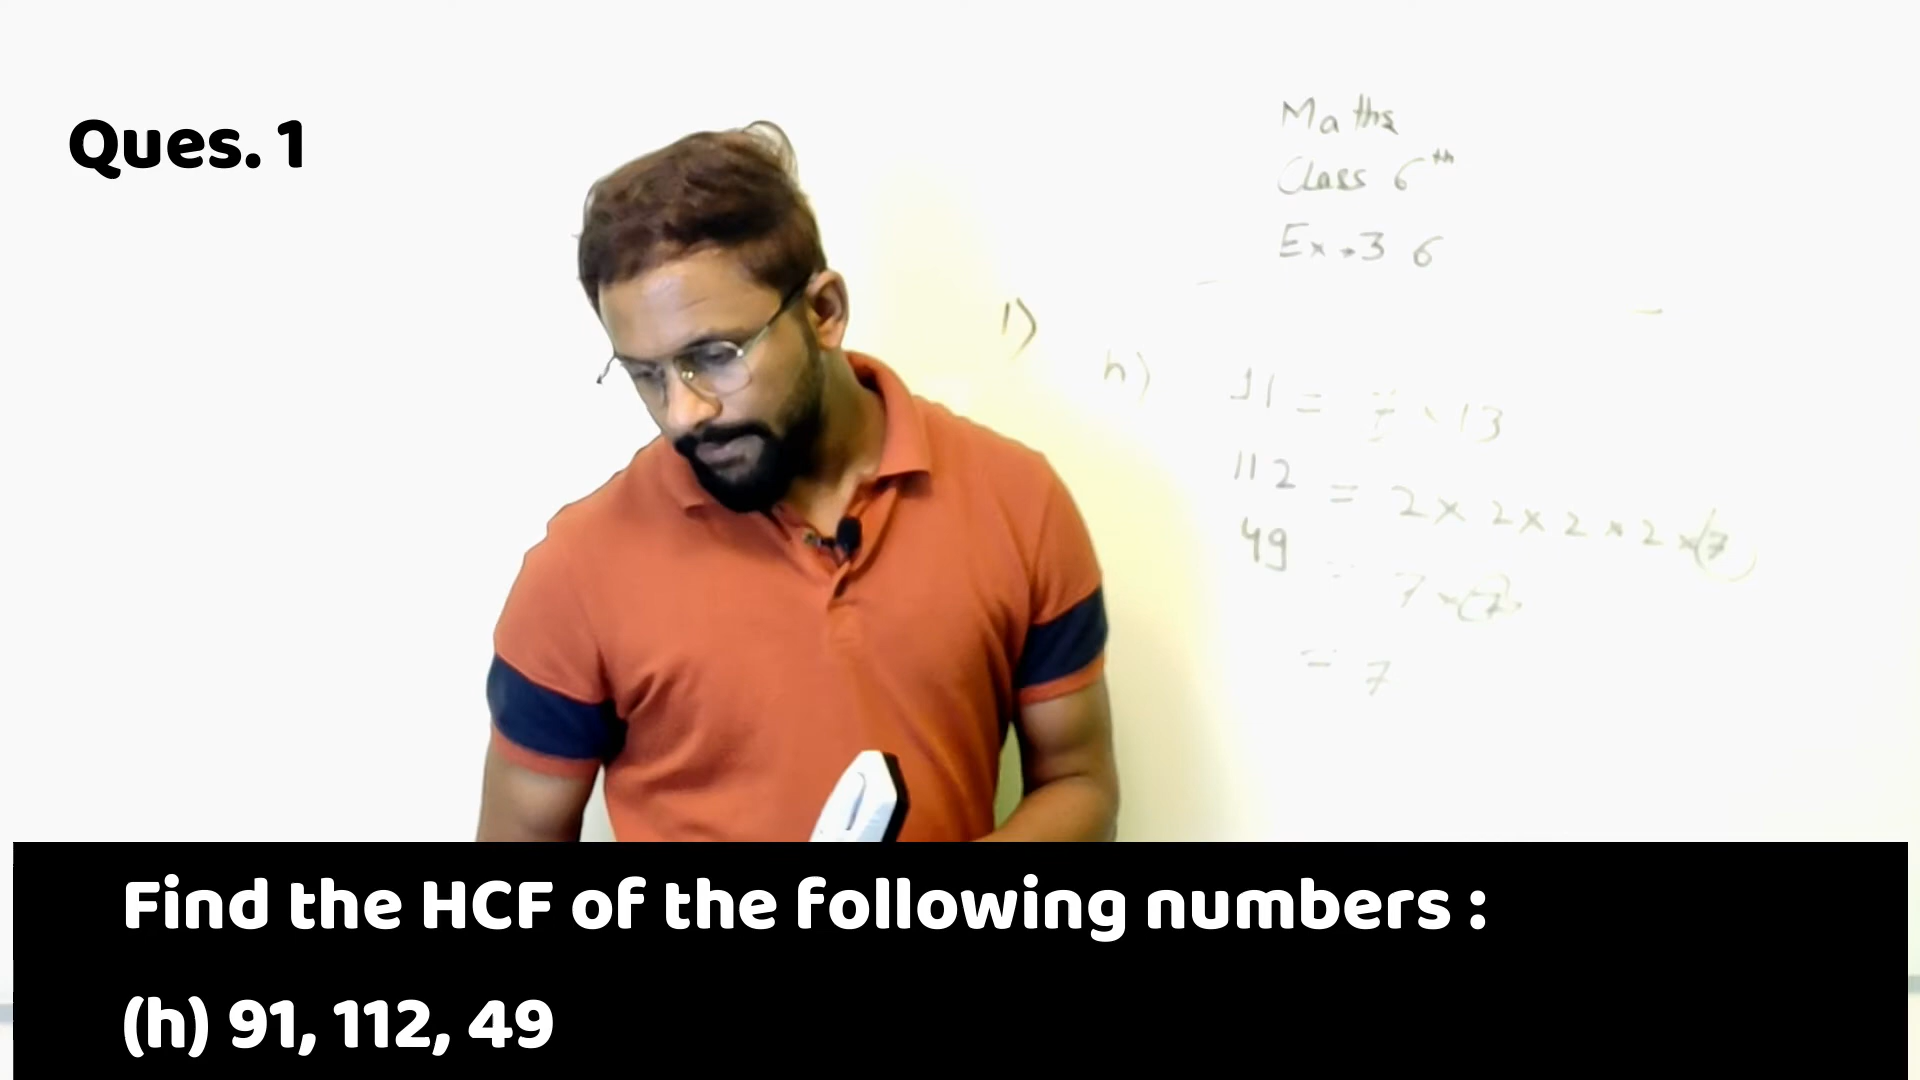 Ques. 1
Maths
Class 6th
Ex. 3 6
1)
h) 91 = 7 × 13
112 = 2 × 2 × 2 × 2 × 7
49 = 7 × 7
= 7
Find the HCF of the following numbers :
(h) 91, 112, 49